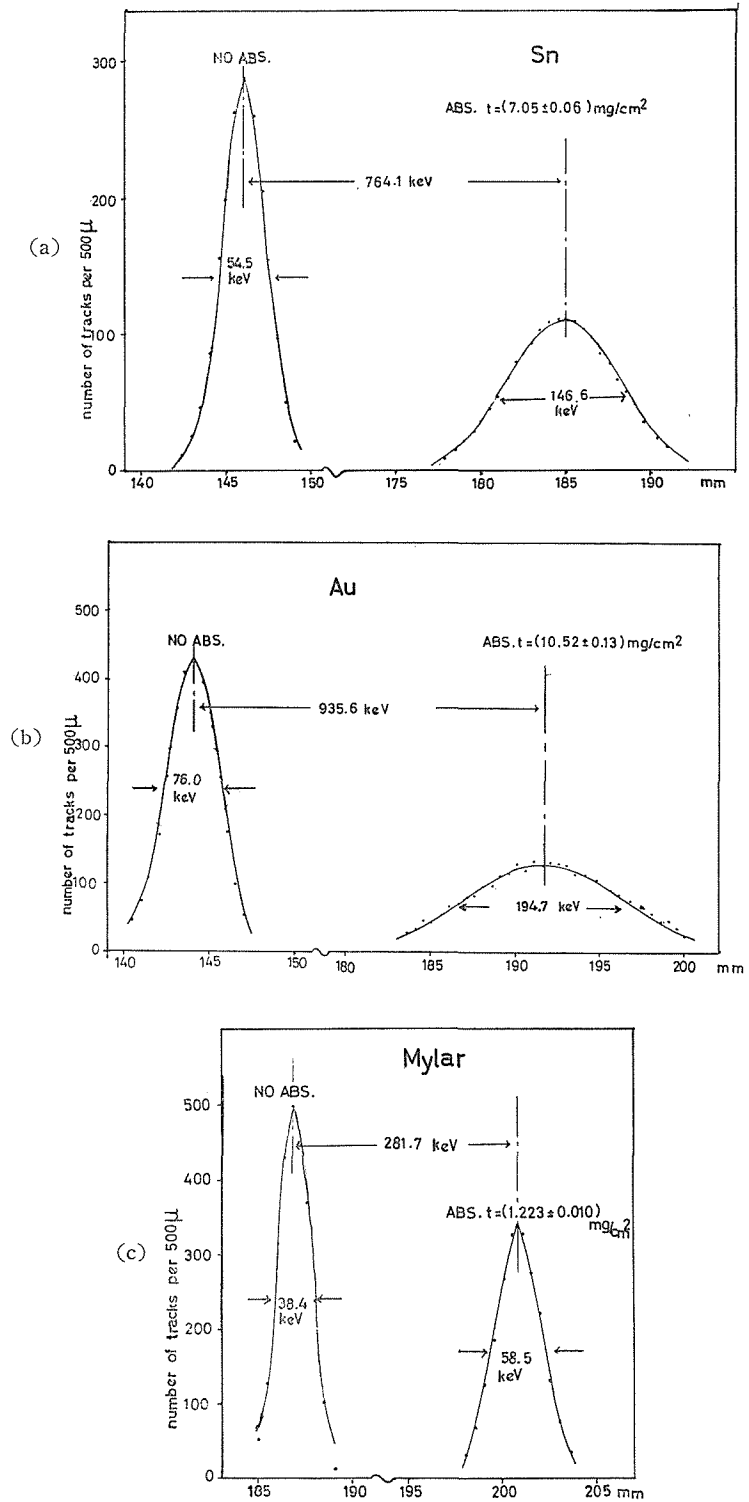 (a)
Sn
NO ABS.
ABS. t=(7.05±0.06) mg/cm2
764.1 keV
54.5
keV
146.6
keV
number of tracks per 500μ
300
200
100
0
140 145 150 175 180 185 190 mm
(b)
Au
NO ABS.
ABS. t=(10.52±0.13) mg/cm2
935.6 keV
76.0
keV
194.7 keV
number of tracks per 500μ
500
400
300
200
100
0
140 145 150 180 185 190 195 200 mm
(c)
Mylar
NO ABS.
281.7 keV
ABS. t=(1.223±0.010)
mg/cm2
38.4
keV
58.5
keV
number of tracks per 500μ
500
400
300
200
100
0
185 190 195 200 205 mm